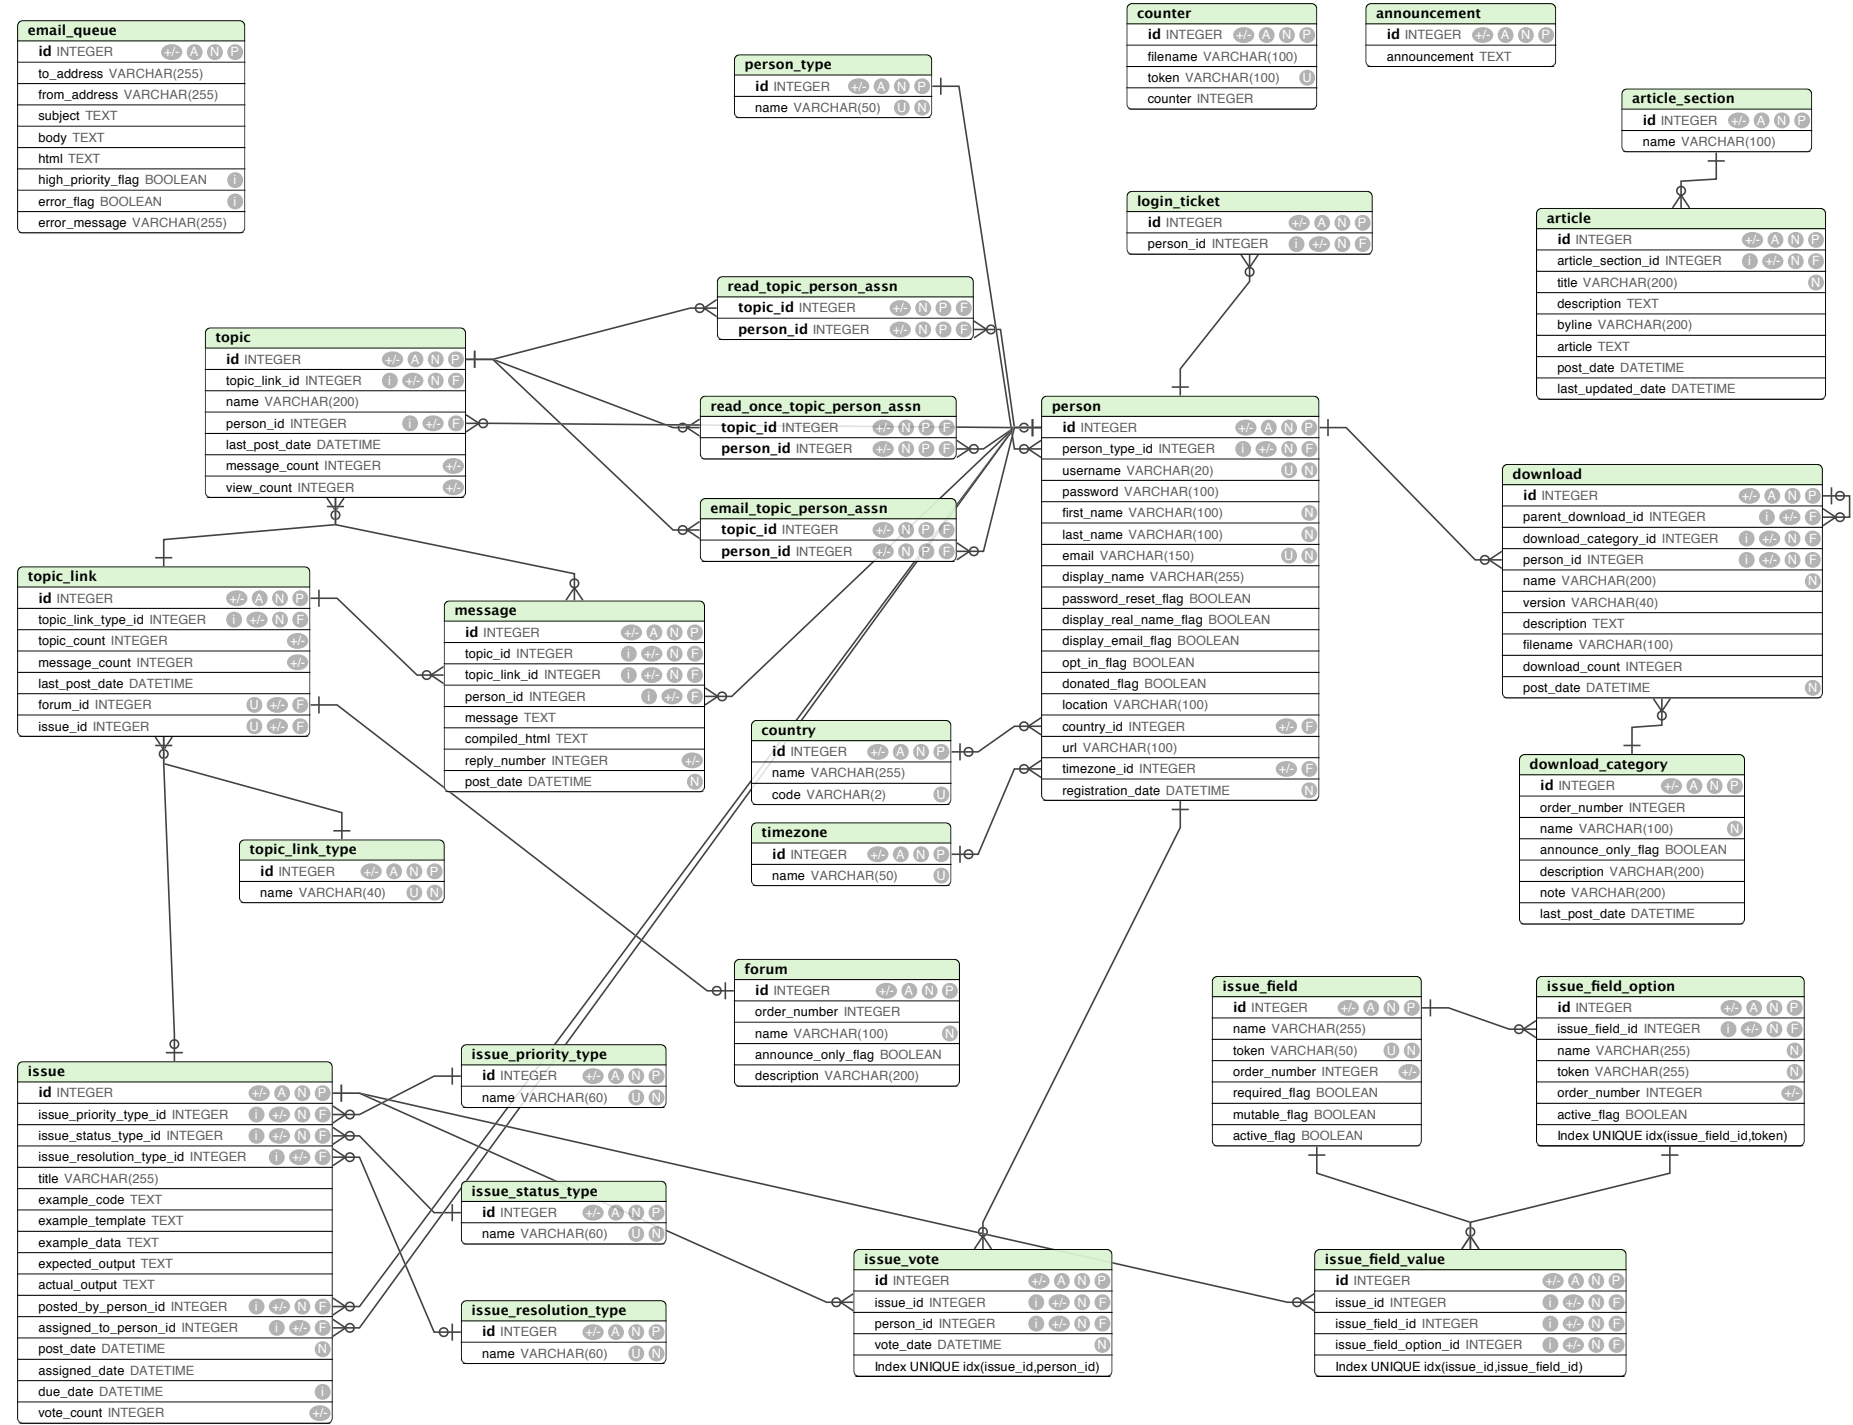 email_queue
id INTEGER +/- A N P
to_address VARCHAR(255)
from_address VARCHAR(255)
subject TEXT
body TEXT
html TEXT
high_priority_flag BOOLEAN i
error_flag BOOLEAN i
error_message VARCHAR(255)
person_type
id INTEGER +/- A N P
name VARCHAR(50) U N
counter
id INTEGER +/- A N P
filename VARCHAR(100)
token VARCHAR(100) U
counter INTEGER
announcement
id INTEGER +/- A N P
announcement TEXT
article_section
id INTEGER +/- A N P
name VARCHAR(100)
login_ticket
id INTEGER +/- A N P
person_id INTEGER i +/- N F
article
id INTEGER +/- A N P
article_section_id INTEGER i +/- N F
title VARCHAR(200) N
description TEXT
byline VARCHAR(200)
article TEXT
post_date DATETIME
last_updated_date DATETIME
read_topic_person_assn
topic_id INTEGER +/- N P F
person_id INTEGER +/- N P F
topic
id INTEGER +/- A N P
topic_link_id INTEGER i +/- N F
name VARCHAR(200)
person_id INTEGER i +/- F
last_post_date DATETIME
message_count INTEGER +/-
view_count INTEGER +/-
read_once_topic_person_assn
topic_id INTEGER +/- N P F
person_id INTEGER +/- N P F
email_topic_person_assn
topic_id INTEGER +/- N P F
person_id INTEGER +/- N P F
person
id INTEGER +/- A N P
person_type_id INTEGER i +/- N F
username VARCHAR(20) U N
password VARCHAR(100)
first_name VARCHAR(100) N
last_name VARCHAR(100) N
email VARCHAR(150) U N
display_name VARCHAR(255)
password_reset_flag BOOLEAN
display_real_name_flag BOOLEAN
display_email_flag BOOLEAN
opt_in_flag BOOLEAN
donated_flag BOOLEAN
location VARCHAR(100)
country_id INTEGER +/- F
url VARCHAR(100)
timezone_id INTEGER +/- F
registration_date DATETIME N
download
id INTEGER +/- A N P
parent_download_id INTEGER i +/- F
download_category_id INTEGER i +/- N F
person_id INTEGER i +/- N F
name VARCHAR(200) N
version VARCHAR(40)
description TEXT
filename VARCHAR(100)
download_count INTEGER
post_date DATETIME N
topic_link
id INTEGER +/- A N P
topic_link_type_id INTEGER i +/- N F
topic_count INTEGER +/-
message_count INTEGER +/-
last_post_date DATETIME
forum_id INTEGER U +/- F
issue_id INTEGER U +/- F
message
id INTEGER +/- A N P
topic_id INTEGER i +/- N F
topic_link_id INTEGER i +/- N F
person_id INTEGER i +/- F
message TEXT
compiled_html TEXT
reply_number INTEGER +/-
post_date DATETIME N
country
id INTEGER +/- A N P
name VARCHAR(255)
code VARCHAR(2) U
timezone
id INTEGER +/- A N P
name VARCHAR(50) U
download_category
id INTEGER +/- A N P
order_number INTEGER
name VARCHAR(100) N
announce_only_flag BOOLEAN
description VARCHAR(200)
note VARCHAR(200)
last_post_date DATETIME
topic_link_type
id INTEGER +/- A N P
name VARCHAR(40) U N
forum
id INTEGER +/- A N P
order_number INTEGER
name VARCHAR(100) N
announce_only_flag BOOLEAN
description VARCHAR(200)
issue_field
id INTEGER +/- A N P
name VARCHAR(255)
token VARCHAR(50) U N
order_number INTEGER +/-
required_flag BOOLEAN
mutable_flag BOOLEAN
active_flag BOOLEAN
issue_field_option
id INTEGER +/- A N P
issue_field_id INTEGER i +/- N F
name VARCHAR(255) N
token VARCHAR(255) N
order_number INTEGER +/-
active_flag BOOLEAN
Index UNIQUE idx(issue_field_id,token)
issue
id INTEGER +/- A N P
issue_priority_type_id INTEGER i +/- N F
issue_status_type_id INTEGER i +/- N F
issue_resolution_type_id INTEGER i +/- F
title VARCHAR(255)
example_code TEXT
example_template TEXT
example_data TEXT
expected_output TEXT
actual_output TEXT
posted_by_person_id INTEGER i +/- N F
assigned_to_person_id INTEGER i +/- F
post_date DATETIME N
assigned_date DATETIME
due_date DATETIME i
vote_count INTEGER +/-
issue_priority_type
id INTEGER +/- A N P
name VARCHAR(60) U N
issue_status_type
id INTEGER +/- A N P
name VARCHAR(60) U N
issue_resolution_type
id INTEGER +/- A N P
name VARCHAR(60) U N
issue_vote
id INTEGER +/- A N P
issue_id INTEGER i +/- N F
person_id INTEGER i +/- N F
vote_date DATETIME N
Index UNIQUE idx(issue_id,person_id)
issue_field_value
id INTEGER +/- A N P
issue_id INTEGER i +/- N F
issue_field_id INTEGER i +/- N F
issue_field_option_id INTEGER i +/- N F
Index UNIQUE idx(issue_id,issue_field_id)